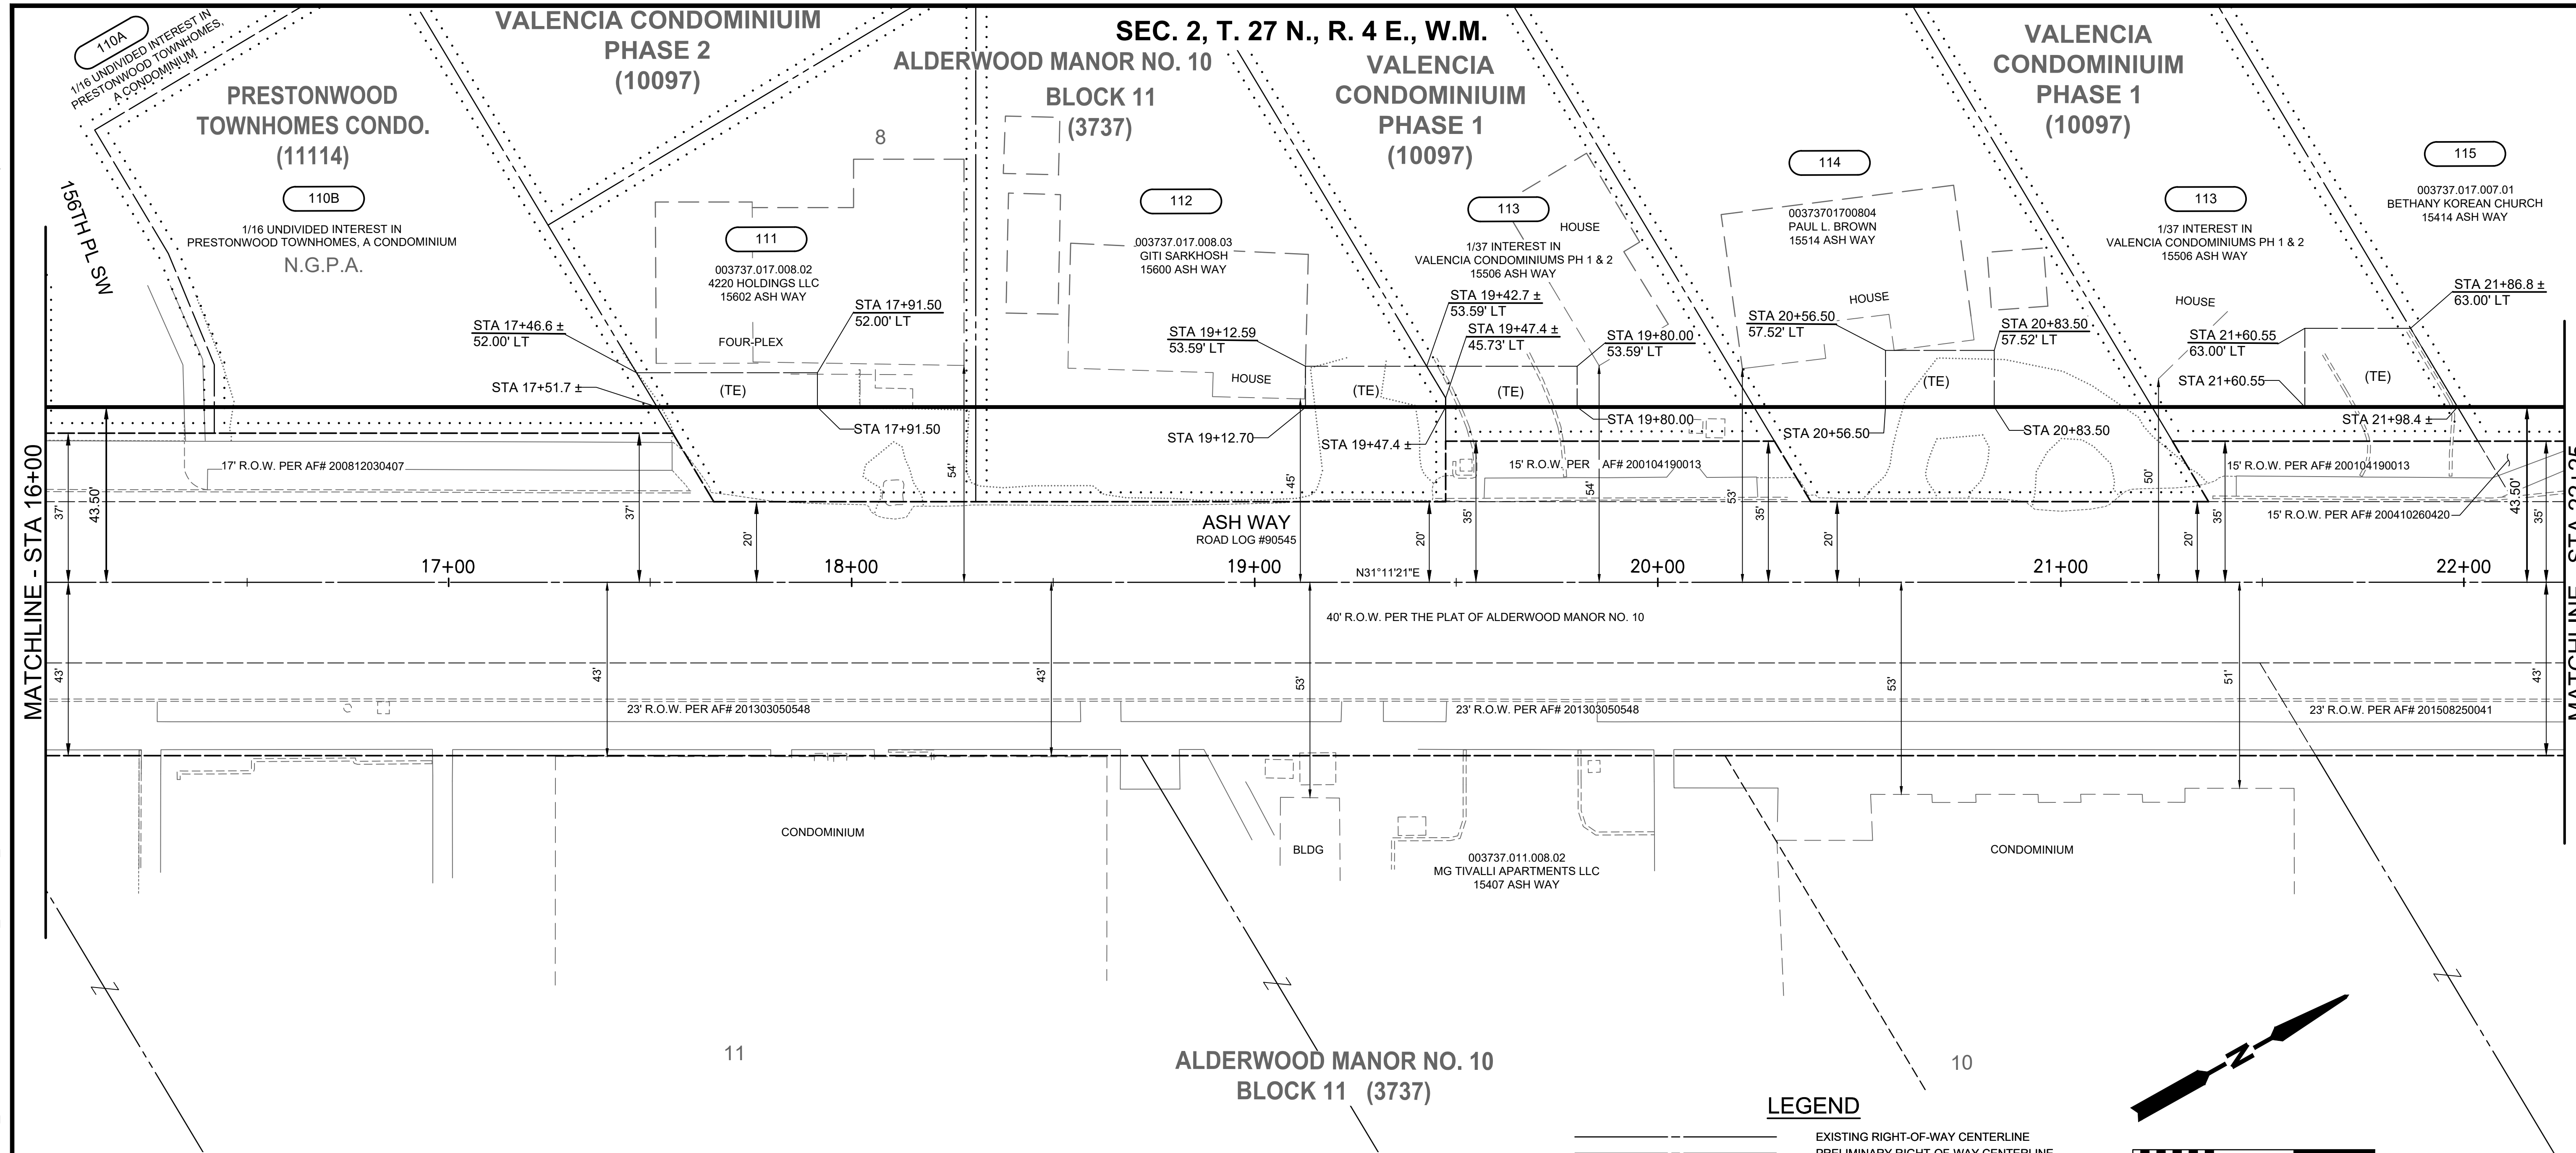 SEC. 2, T. 27 N., R. 4 E., W.M.
110A
1/16 UNDIVIDED INTEREST IN
PRESTONWOOD TOWNHOMES,
A CONDOMINIUM
PRESTONWOOD
TOWNHOMES CONDO.
(11114)
110B
1/16 UNDIVIDED INTEREST IN
PRESTONWOOD TOWNHOMES, A CONDOMINIUM
N.G.P.A.
156TH PL SW
VALENCIA CONDOMINIUIM
PHASE 2
(10097)
8
111
003737.017.008.02
4220 HOLDINGS LLC
15602 ASH WAY
FOUR-PLEX
STA 17+46.6 ±
52.00' LT
STA 17+51.7 ±
(TE)
STA 17+91.50
52.00' LT
STA 17+91.50
ALDERWOOD MANOR NO. 10
BLOCK 11
(3737)
112
003737.017.008.03
GITI SARKHOSH
15600 ASH WAY
HOUSE
STA 19+12.59
53.59' LT
STA 19+12.70
(TE)
VALENCIA
CONDOMINIUIM
PHASE 1
(10097)
113
HOUSE
1/37 INTEREST IN
VALENCIA CONDOMINIUMS PH 1 & 2
15506 ASH WAY
STA 19+42.7 ±
53.59' LT
STA 19+47.4 ±
45.73' LT
STA 19+47.4 ±
(TE)
STA 19+80.00
53.59' LT
STA 19+80.00
114
00373701700804
PAUL L. BROWN
15514 ASH WAY
HOUSE
STA 20+56.50
57.52' LT
STA 20+56.50
(TE)
STA 20+83.50
57.52' LT
STA 20+83.50
VALENCIA
CONDOMINIUIM
PHASE 1
(10097)
113
1/37 INTEREST IN
VALENCIA CONDOMINIUMS PH 1 & 2
15506 ASH WAY
HOUSE
STA 21+60.55
63.00' LT
STA 21+60.55
(TE)
115
003737.017.007.01
BETHANY KOREAN CHURCH
15414 ASH WAY
STA 21+86.8 ±
63.00' LT
STA 21+98.4 ±
MATCHLINE - STA 16+00
17' R.O.W. PER AF# 200812030407
15' R.O.W. PER AF# 200104190013
15' R.O.W. PER AF# 200104190013
15' R.O.W. PER AF# 200410260420
37'
43.50'
37'
20'
54'
45'
20'
35'
54'
53'
35'
20'
50'
20'
35'
43.50'
35'
ASH WAY
ROAD LOG #90545
17+00
18+00
19+00
N31°11'21"E
20+00
21+00
22+00
40' R.O.W. PER THE PLAT OF ALDERWOOD MANOR NO. 10
43'
43'
43'
53'
53'
51'
43'
23' R.O.W. PER AF# 201303050548
23' R.O.W. PER AF# 201303050548
23' R.O.W. PER AF# 201508250041
MATCHLINE - STA 22+25
CONDOMINIUM
BLDG
003737.011.008.02
MG TIVALLI APARTMENTS LLC
15407 ASH WAY
CONDOMINIUM
11
ALDERWOOD MANOR NO. 10
BLOCK 11 (3737)
10
N
LEGEND
EXISTING RIGHT-OF-WAY CENTERLINE
PRELIMINARY RIGHT-OF-WAY CENTERLINE